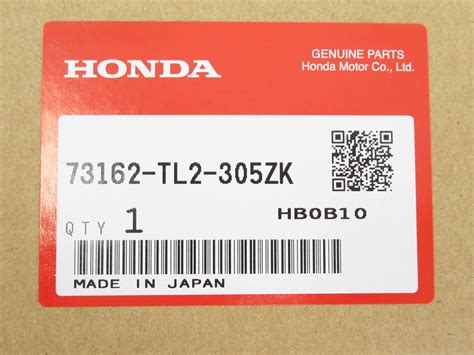 HONDA
GENUINE PARTS
Honda Motor Co., Ltd.
73162-TL2-305ZK
QTY 1
HB0B10
MADE IN JAPAN